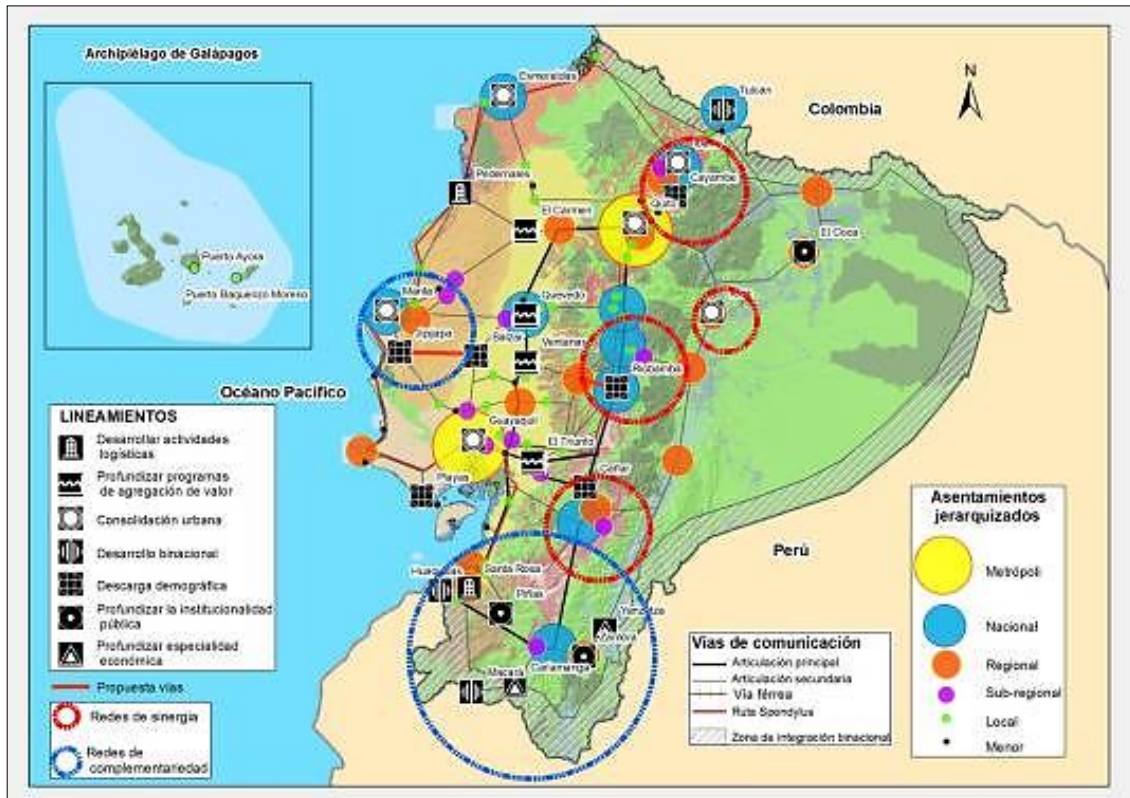 Archipiélago de Galápagos
Puerto Ayora
Puerto Baquerizo Moreno
Esmeraldas
Tulcán
Colombia
N
Pedernales
Cayambe
El Carmen
Quito
El Coca
Manta
Quevedo
Jipijapa
Balzar
Ventanas
Riobamba
Océano Pacífico
Guayaquil
El Triunfo
Playas
Cañar
Perú
Huaquillas
Santa Rosa
Piñas
Yantzaza
Zamora
Macará
Cariamanga
LINEAMIENTOS
Desarrollar actividades
logísticas
Profundizar programas
de agregación de valor
Consolidación urbana
Desarrollo binacional
Descarga demográfica
Profundizar la institucionalidad
pública
Profundizar especialidad
económica
Propuesta vías
Redes de sinergia
Redes de
complementariedad
Vías de comunicación
Articulación principal
Articulación secundaria
Vía férrea
Ruta Spondylus
Zona de integración binacional
Asentamientos
jerarquizados
Metrópoli
Nacional
Regional
Sub-regional
Local
Menor